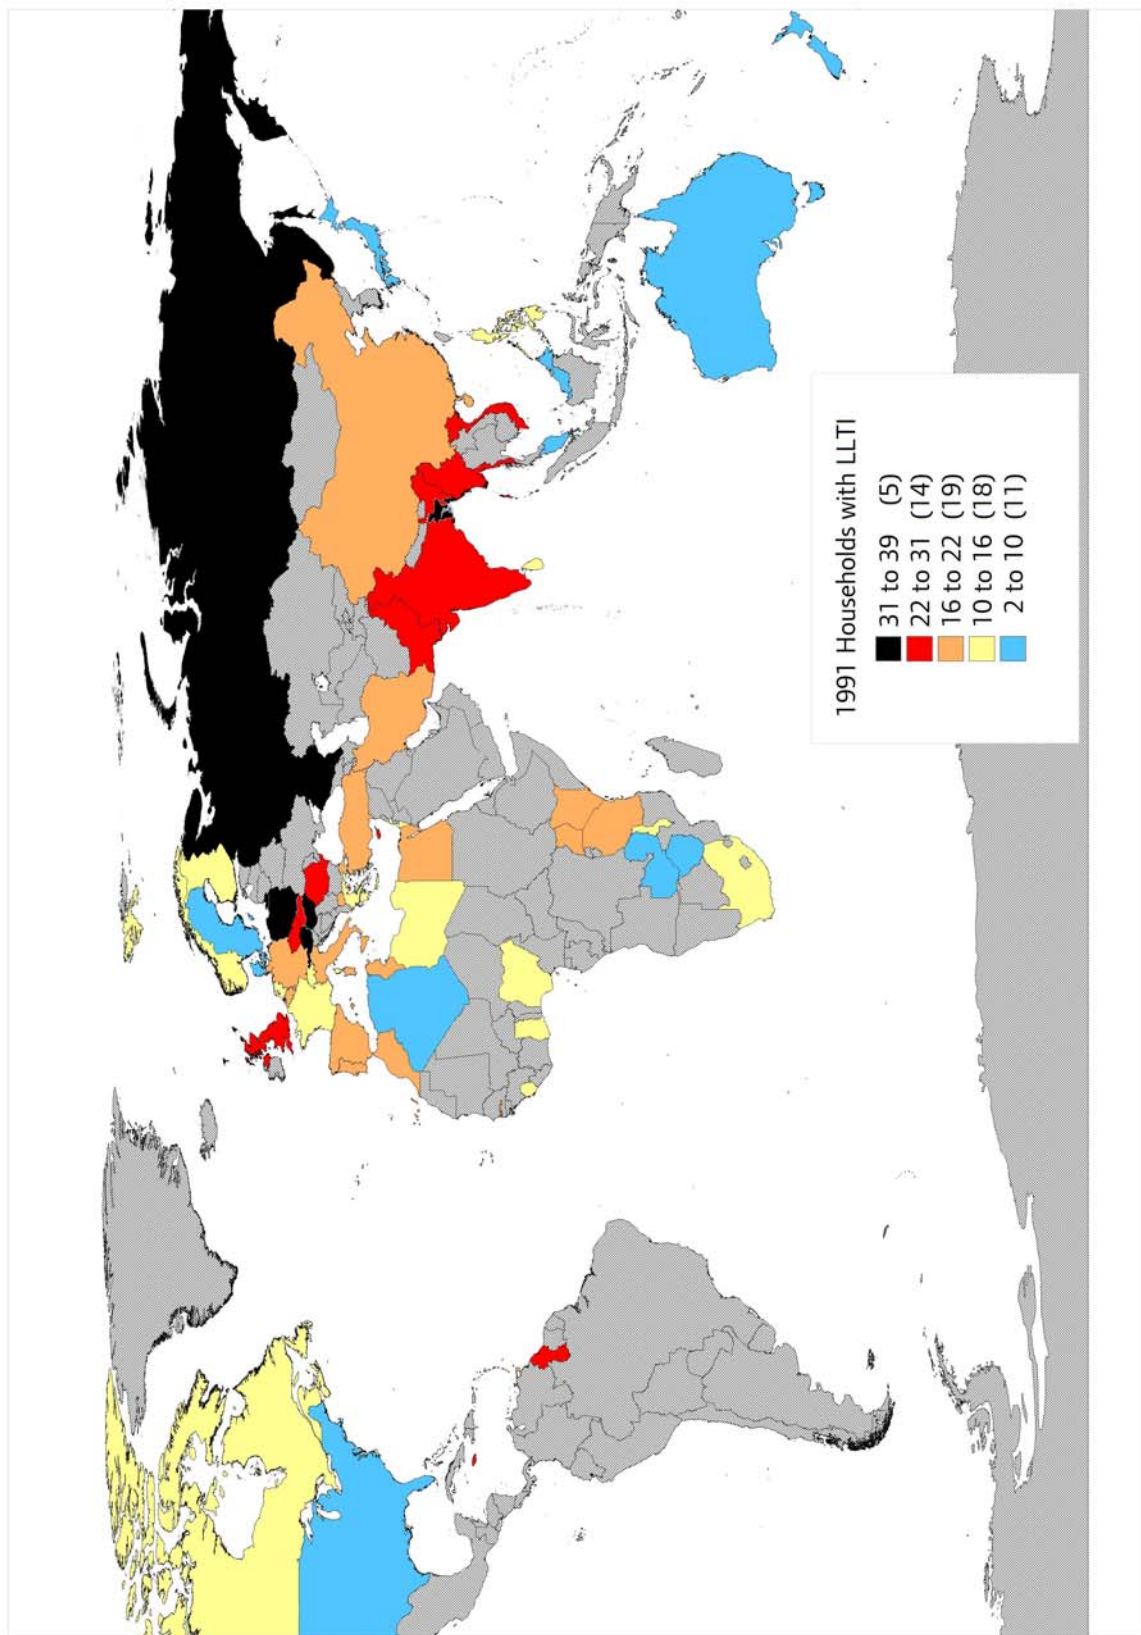 1991 Households with LLTI
31 to 39 (5)
22 to 31 (14)
16 to 22 (19)
10 to 16 (18)
2 to 10 (11)